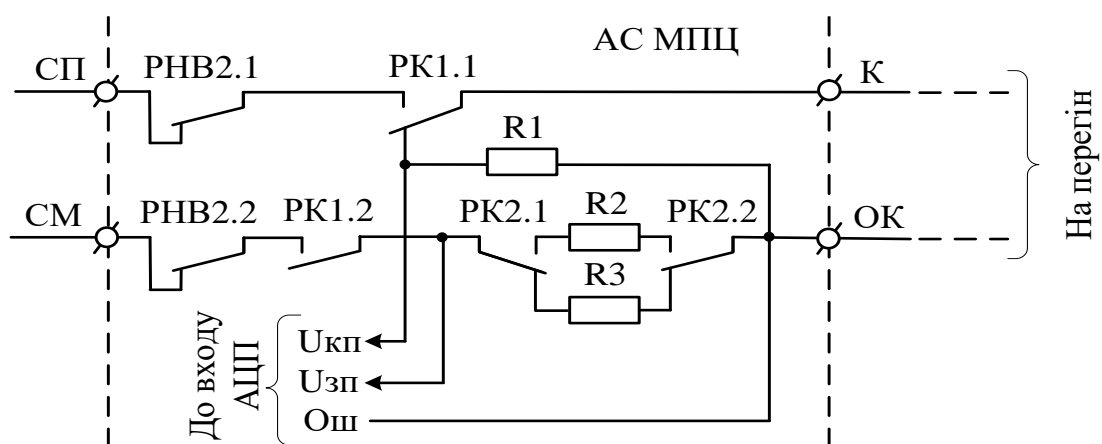 АС МПЦ
СП
РНВ2.1
РК1.1
К
R1
СМ
РНВ2.2
РК1.2
РК2.1
R2
РК2.2
ОК
R3
На перегін
До входу
АЦП
Uкп
Uзп
Ош